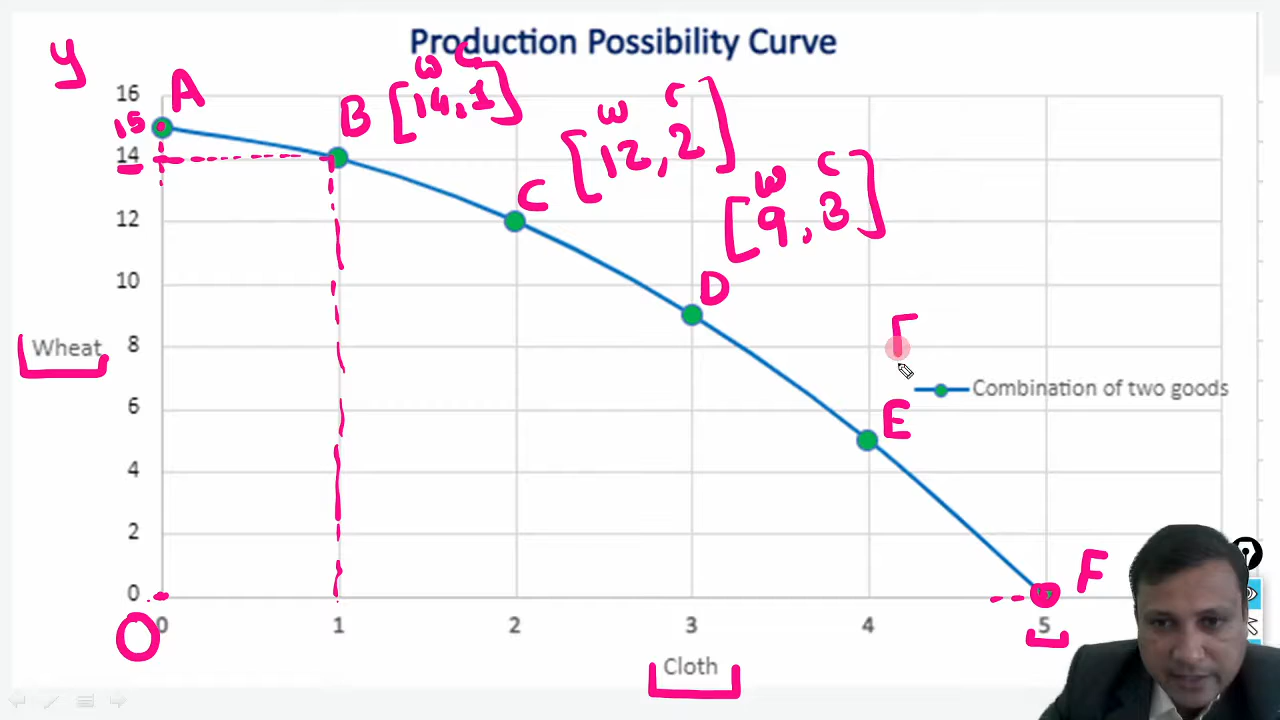 Production Possibility Curve
y
W C
16
A
B [14,1]
W C
15
[12,2]
14
W C
C
[9,3]
12
10
D
8
Wheat
Combination of two goods
6
E
4
2
0
F
O
0 1 2 3 4 5
Cloth